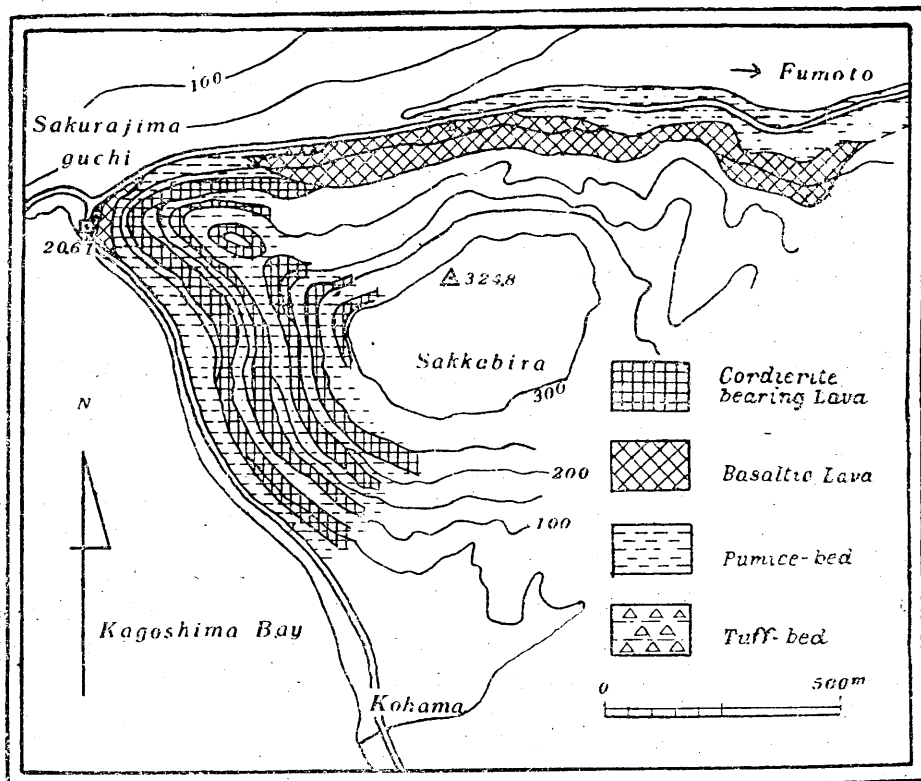 100
→ Fumoto
Sakurajima
guchi
20.61
324.8
Sakkabira
300
Cordierite
bearing Lava
N
200
Basaltic Lava
100
Pumice-bed
Kagoshima Bay
Tuff-bed
0 500m
Kohama